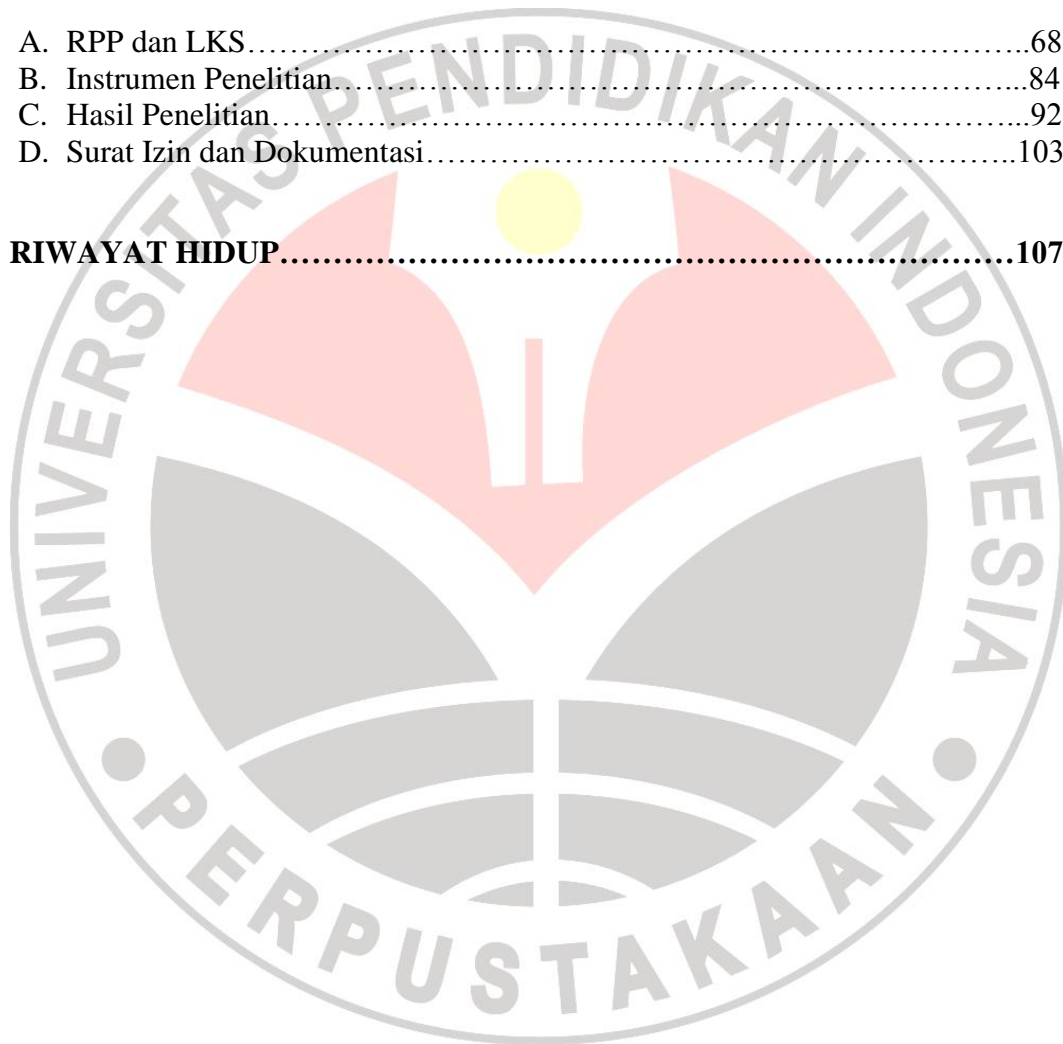 A. RPP dan LKS……………………………………………………………………..68
B. Instrumen Penelitian……………………………………………………………...84
C. Hasil Penelitian…………………………………………………………………...92
D. Surat Izin dan Dokumentasi…………………………………………………..103
RIWAYAT HIDUP……………………………………………………………107
UNIVERSITAS PENDIDIKAN INDONESIA
PERPUSTAKAAN